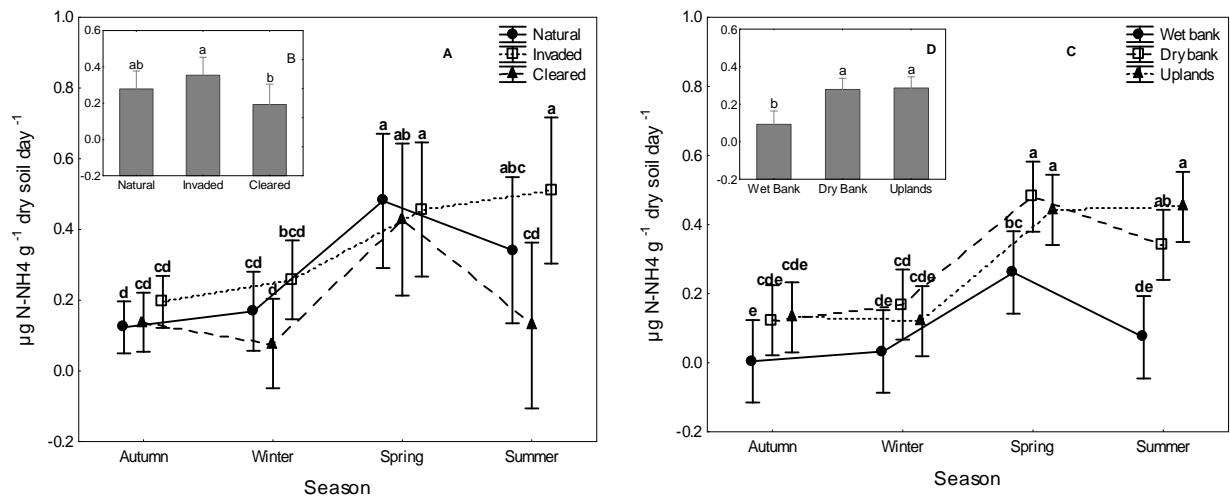 1.0
0.8
0.6
0.4
0.2
0.0
-0.2
µg N-NH4 g -1 dry soil day -1
Autumn
Winter
Spring
Summer
Season
A
Natural
Invaded
Cleared
0.6
0.4
0.2
0.0
-0.2
B
ab
a
b
Natural
Invaded
Cleared
d
cd
cd
cd
d
bcd
a
ab
a
abc
cd
a
1.0
0.8
0.6
0.4
0.2
0.0
-0.2
µg N-NH4 g -1 dry soil day -1
Autumn
Winter
Spring
Summer
Season
C
Wet bank
Dry bank
Uplands
0.6
0.4
0.2
0.0
-0.2
D
b
a
a
Wet Bank
Dry Bank
Uplands
e
cde
cde
de
cd
cde
bc
a
a
de
ab
a